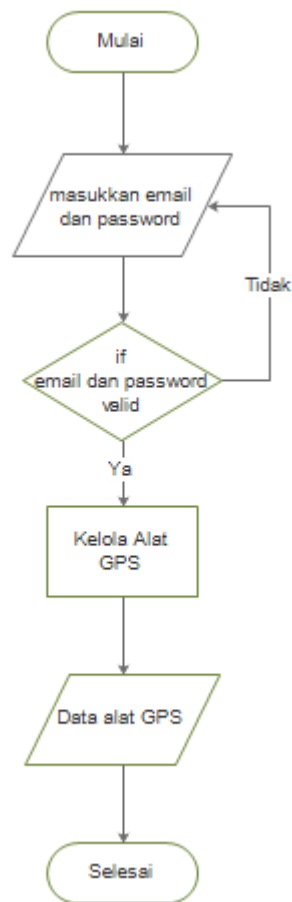 Mulai
masukkan email
dan password
Tidak
if
email dan password
valid
Ya
Kelola Alat
GPS
Data alat GPS
Selesai